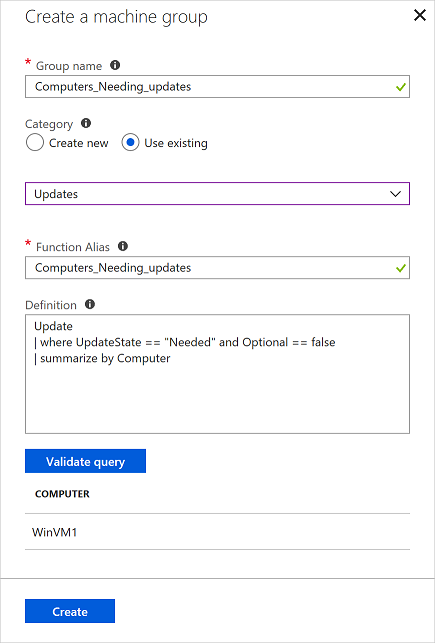 Create a machine group
* Group name
Computers_Needing_updates
Category
Create new Use existing
Updates
* Function Alias
Computers_Needing_updates
Definition
Update
| where UpdateState == "Needed" and Optional == false
| summarize by Computer
Validate query
COMPUTER
WinVM1
Create